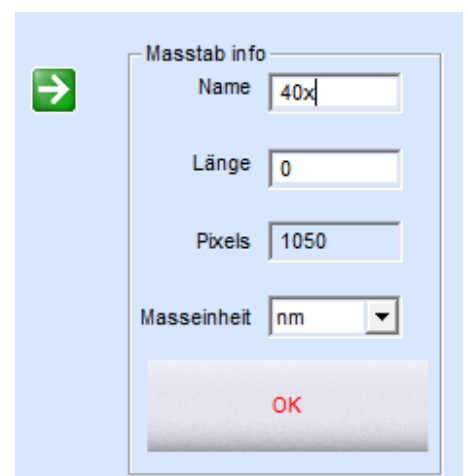 Masstab info
Name 40x
Länge 0
Pixels 1050
Masseinheit nm
OK